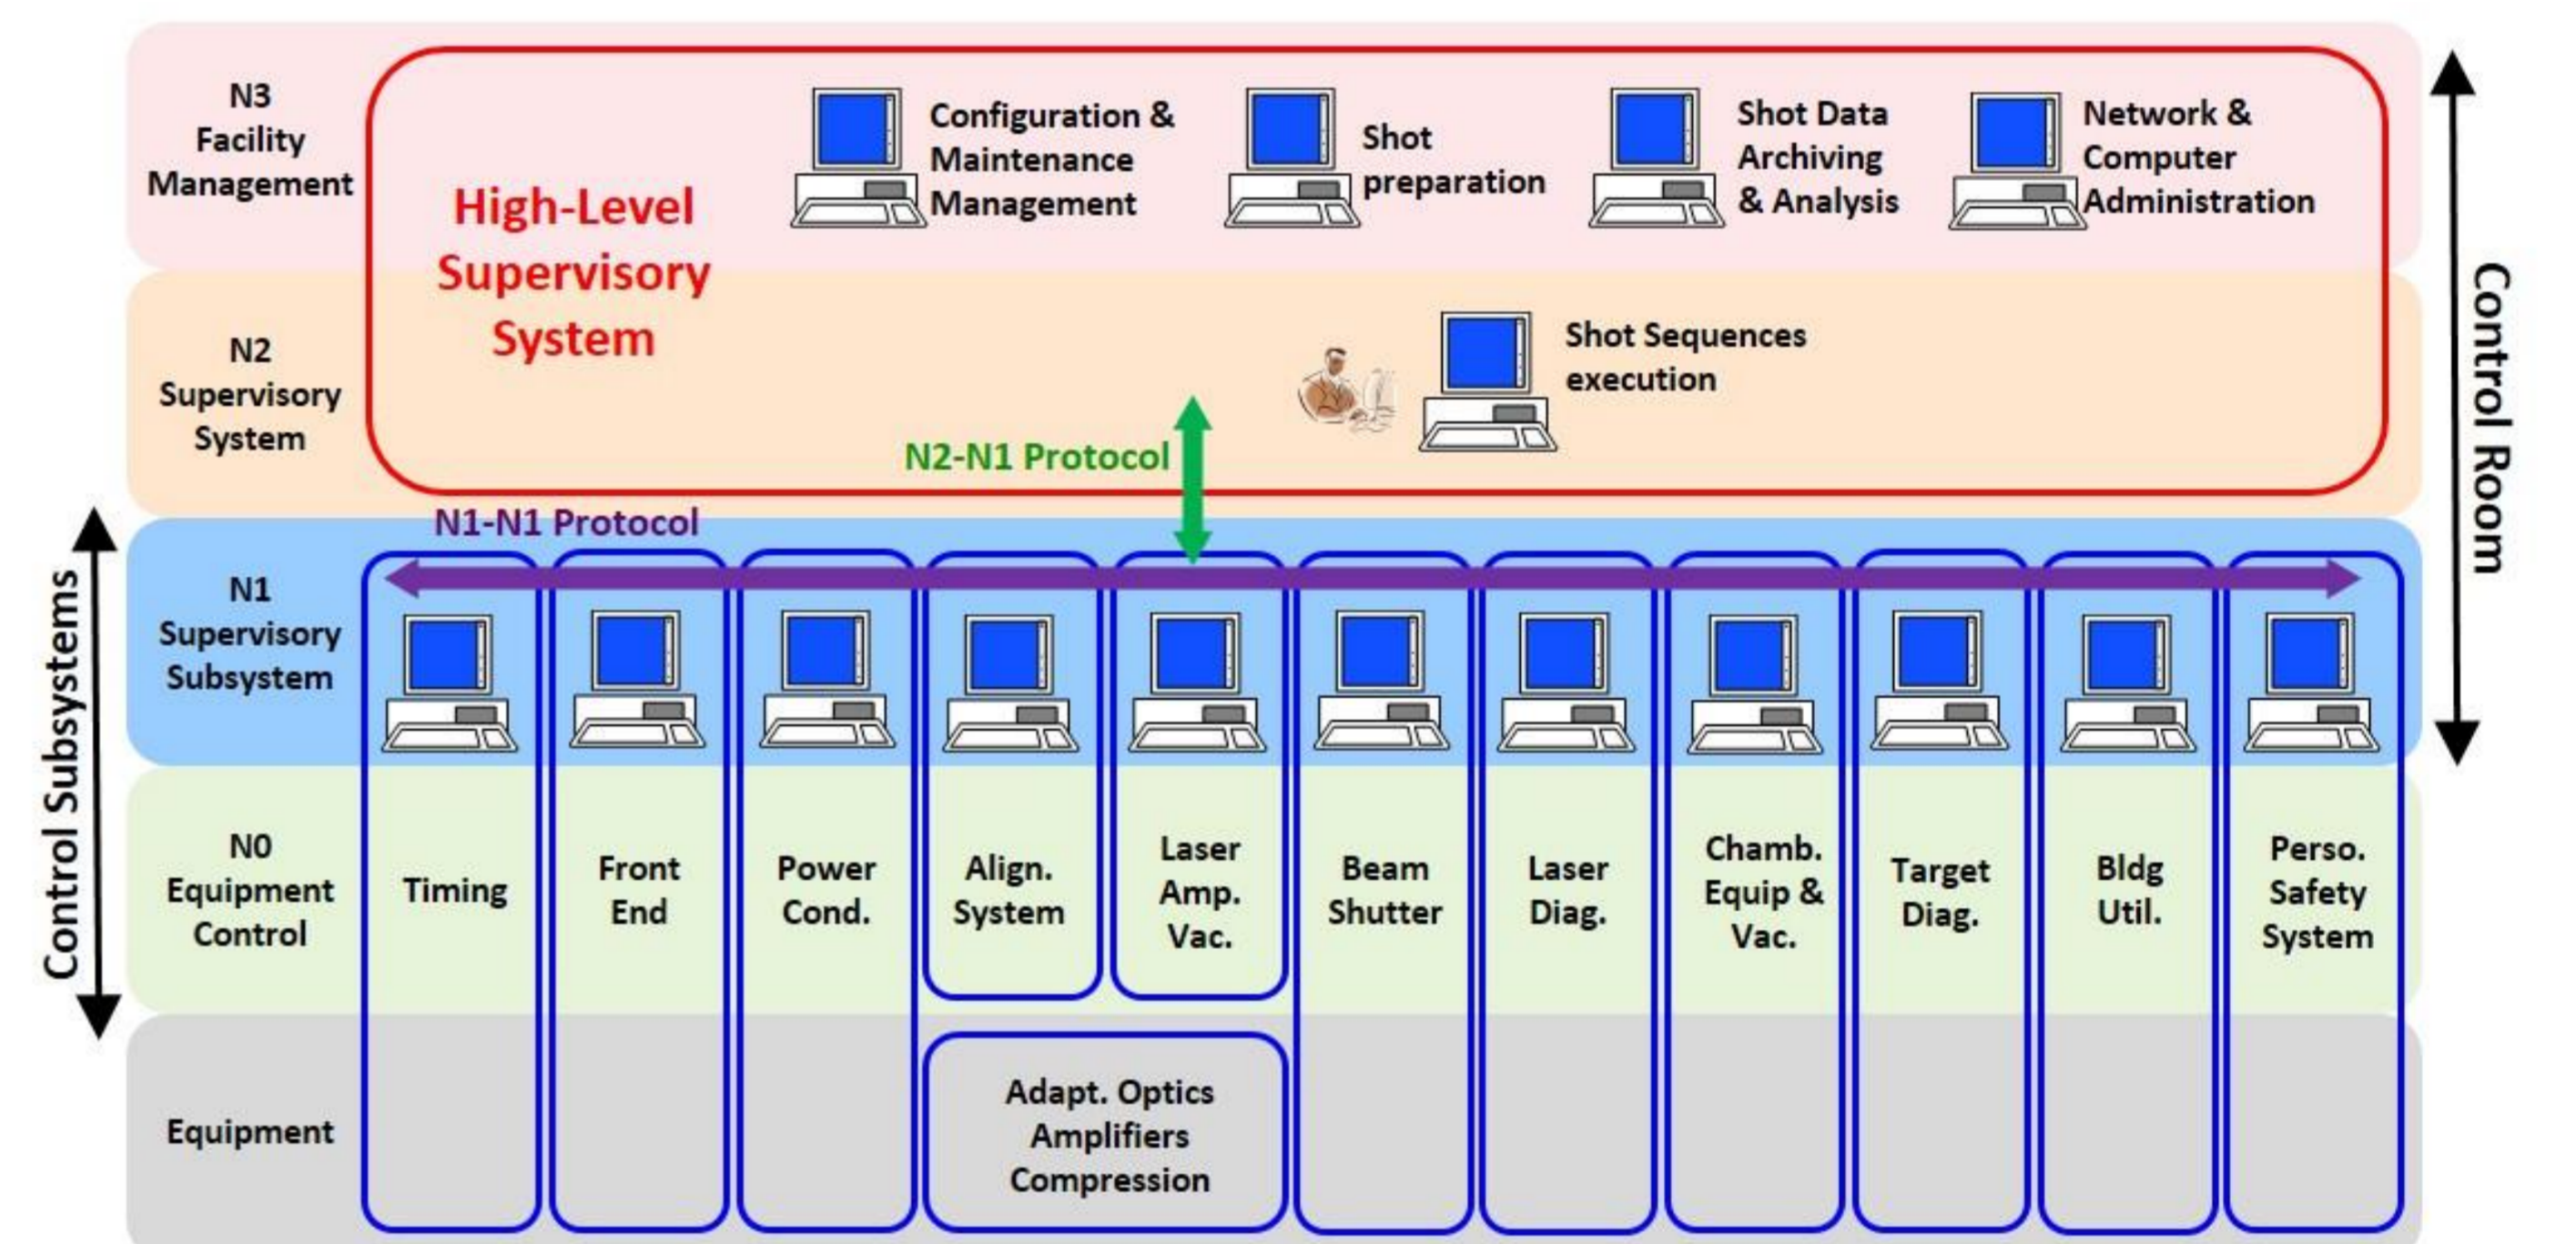 N3
Facility
Management
High-Level
Supervisory
System
Configuration &
Maintenance
Management
Shot
preparation
Shot Data
Archiving
& Analysis
Network &
Computer
Administration
Control Room
N2
Supervisory
System
Shot Sequences
execution
N2-N1 Protocol
N1-N1 Protocol
Control Subsystems
N1
Supervisory
Subsystem
N0
Equipment
Control
Timing
Front
End
Power
Cond.
Align.
System
Laser
Amp.
Vac.
Beam
Shutter
Laser
Diag.
Chamb.
Equip &
Vac.
Target
Diag.
Bldg
Util.
Perso.
Safety
System
Equipment
Adapt. Optics
Amplifiers
Compression